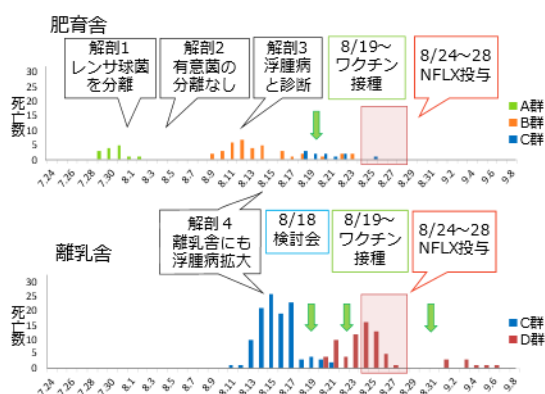 肥育舎
解剖1
レンサ球菌
を分離
解剖2
有意菌の
分離なし
解剖3
浮腫病
と診断
8/19～
ワクチン
接種
8/24～28
NFLX投与
死亡数
30
25
20
15
10
5
0
A群
B群
C群
7.24
7.26
7.28
7.30
8.1
8.3
8.5
8.7
8.9
8.11
8.13
8.15
8.17
8.19
8.21
8.23
8.25
8.27
8.29
8.31
9.2
9.4
9.6
9.8
離乳舎
解剖４
離乳舎にも
浮腫病拡大
8/18
検討会
8/19～
ワクチン
接種
8/24～28
NFLX投与
死亡数
30
25
20
15
10
5
0
C群
D群
7.24
7.26
7.28
7.30
8.1
8.3
8.5
8.7
8.9
8.11
8.13
8.15
8.17
8.19
8.21
8.23
8.25
8.27
8.29
8.31
9.2
9.4
9.6
9.8